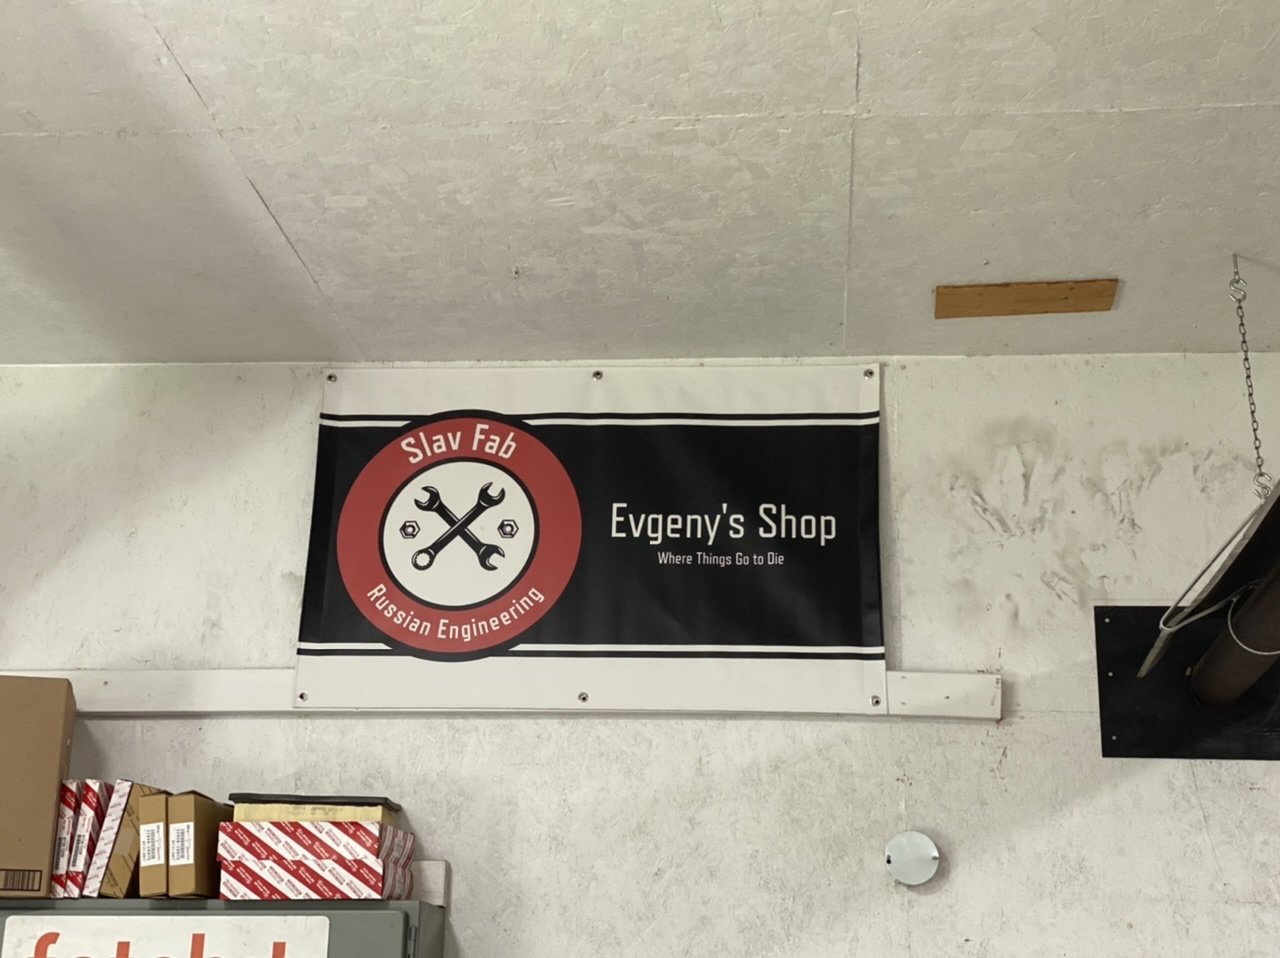 Slav Fab
Russian Engineering
Evgeny's Shop
Where Things Go to Die